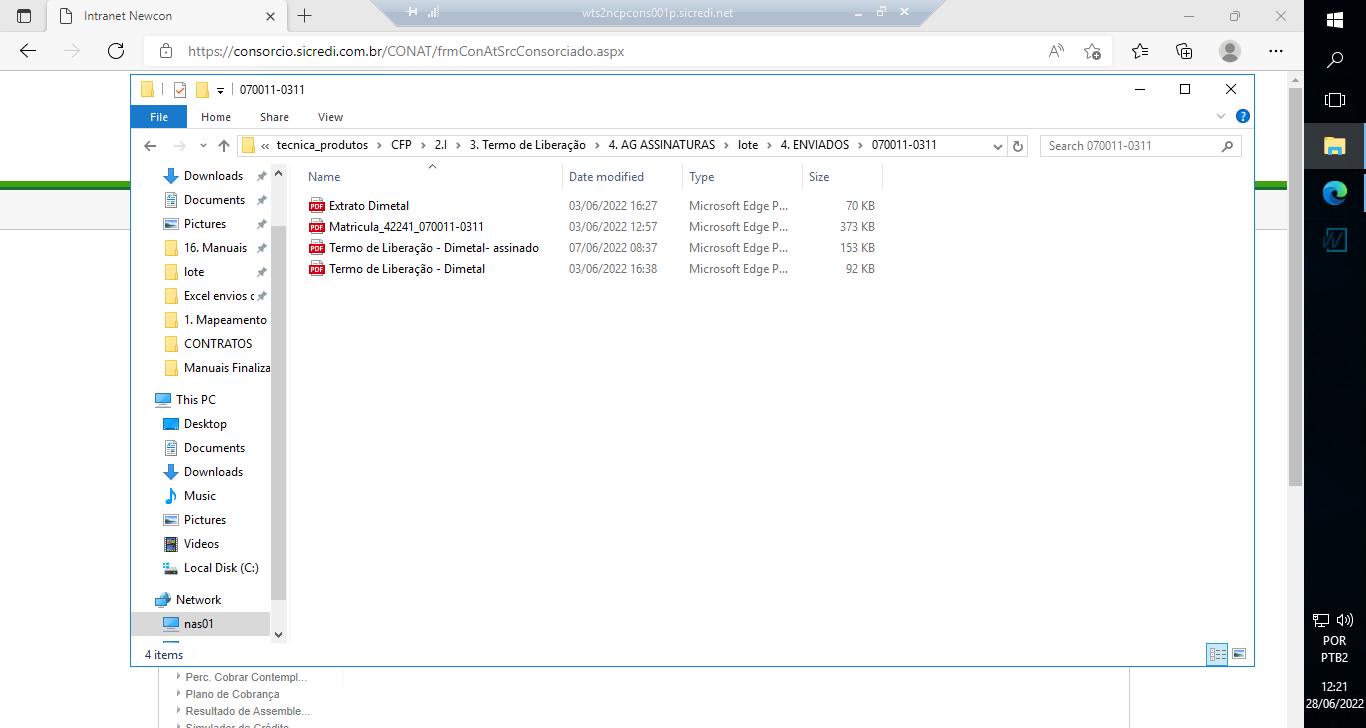 Intranet Newcon
wts2ncpcons001p.sicredi.net
https://consorcio.sicredi.com.br/CONAT/frmConAtSrcConsorciado.aspx
070011-0311
File Home Share View
« tecnica_produtos > CFP > 2.I > 3. Termo de Liberação > 4. AG ASSINATURAS > lote > 4. ENVIADOS > 070011-0311
Search 070011-0311
Name Date modified Type Size
Extrato Dimetal 03/06/2022 16:27 Microsoft Edge P... 70 KB
Matricula_42241_070011-0311 03/06/2022 12:57 Microsoft Edge P... 373 KB
Termo de Liberação - Dimetal- assinado 07/06/2022 08:37 Microsoft Edge P... 153 KB
Termo de Liberação - Dimetal 03/06/2022 16:38 Microsoft Edge P... 92 KB
Downloads
Documents
Pictures
16. Manuais
lote
Excel envios c
1. Mapeamento
CONTRATOS
Manuais Finaliza
This PC
Desktop
Documents
Downloads
Music
Pictures
Videos
Local Disk (C:)
Network
nas01
4 items
Perc. Cobrar Contempl...
Plano de Cobrança
Resultado de Assemble...
Simulador de Crédito
POR
PTB2
12:21
28/06/2022